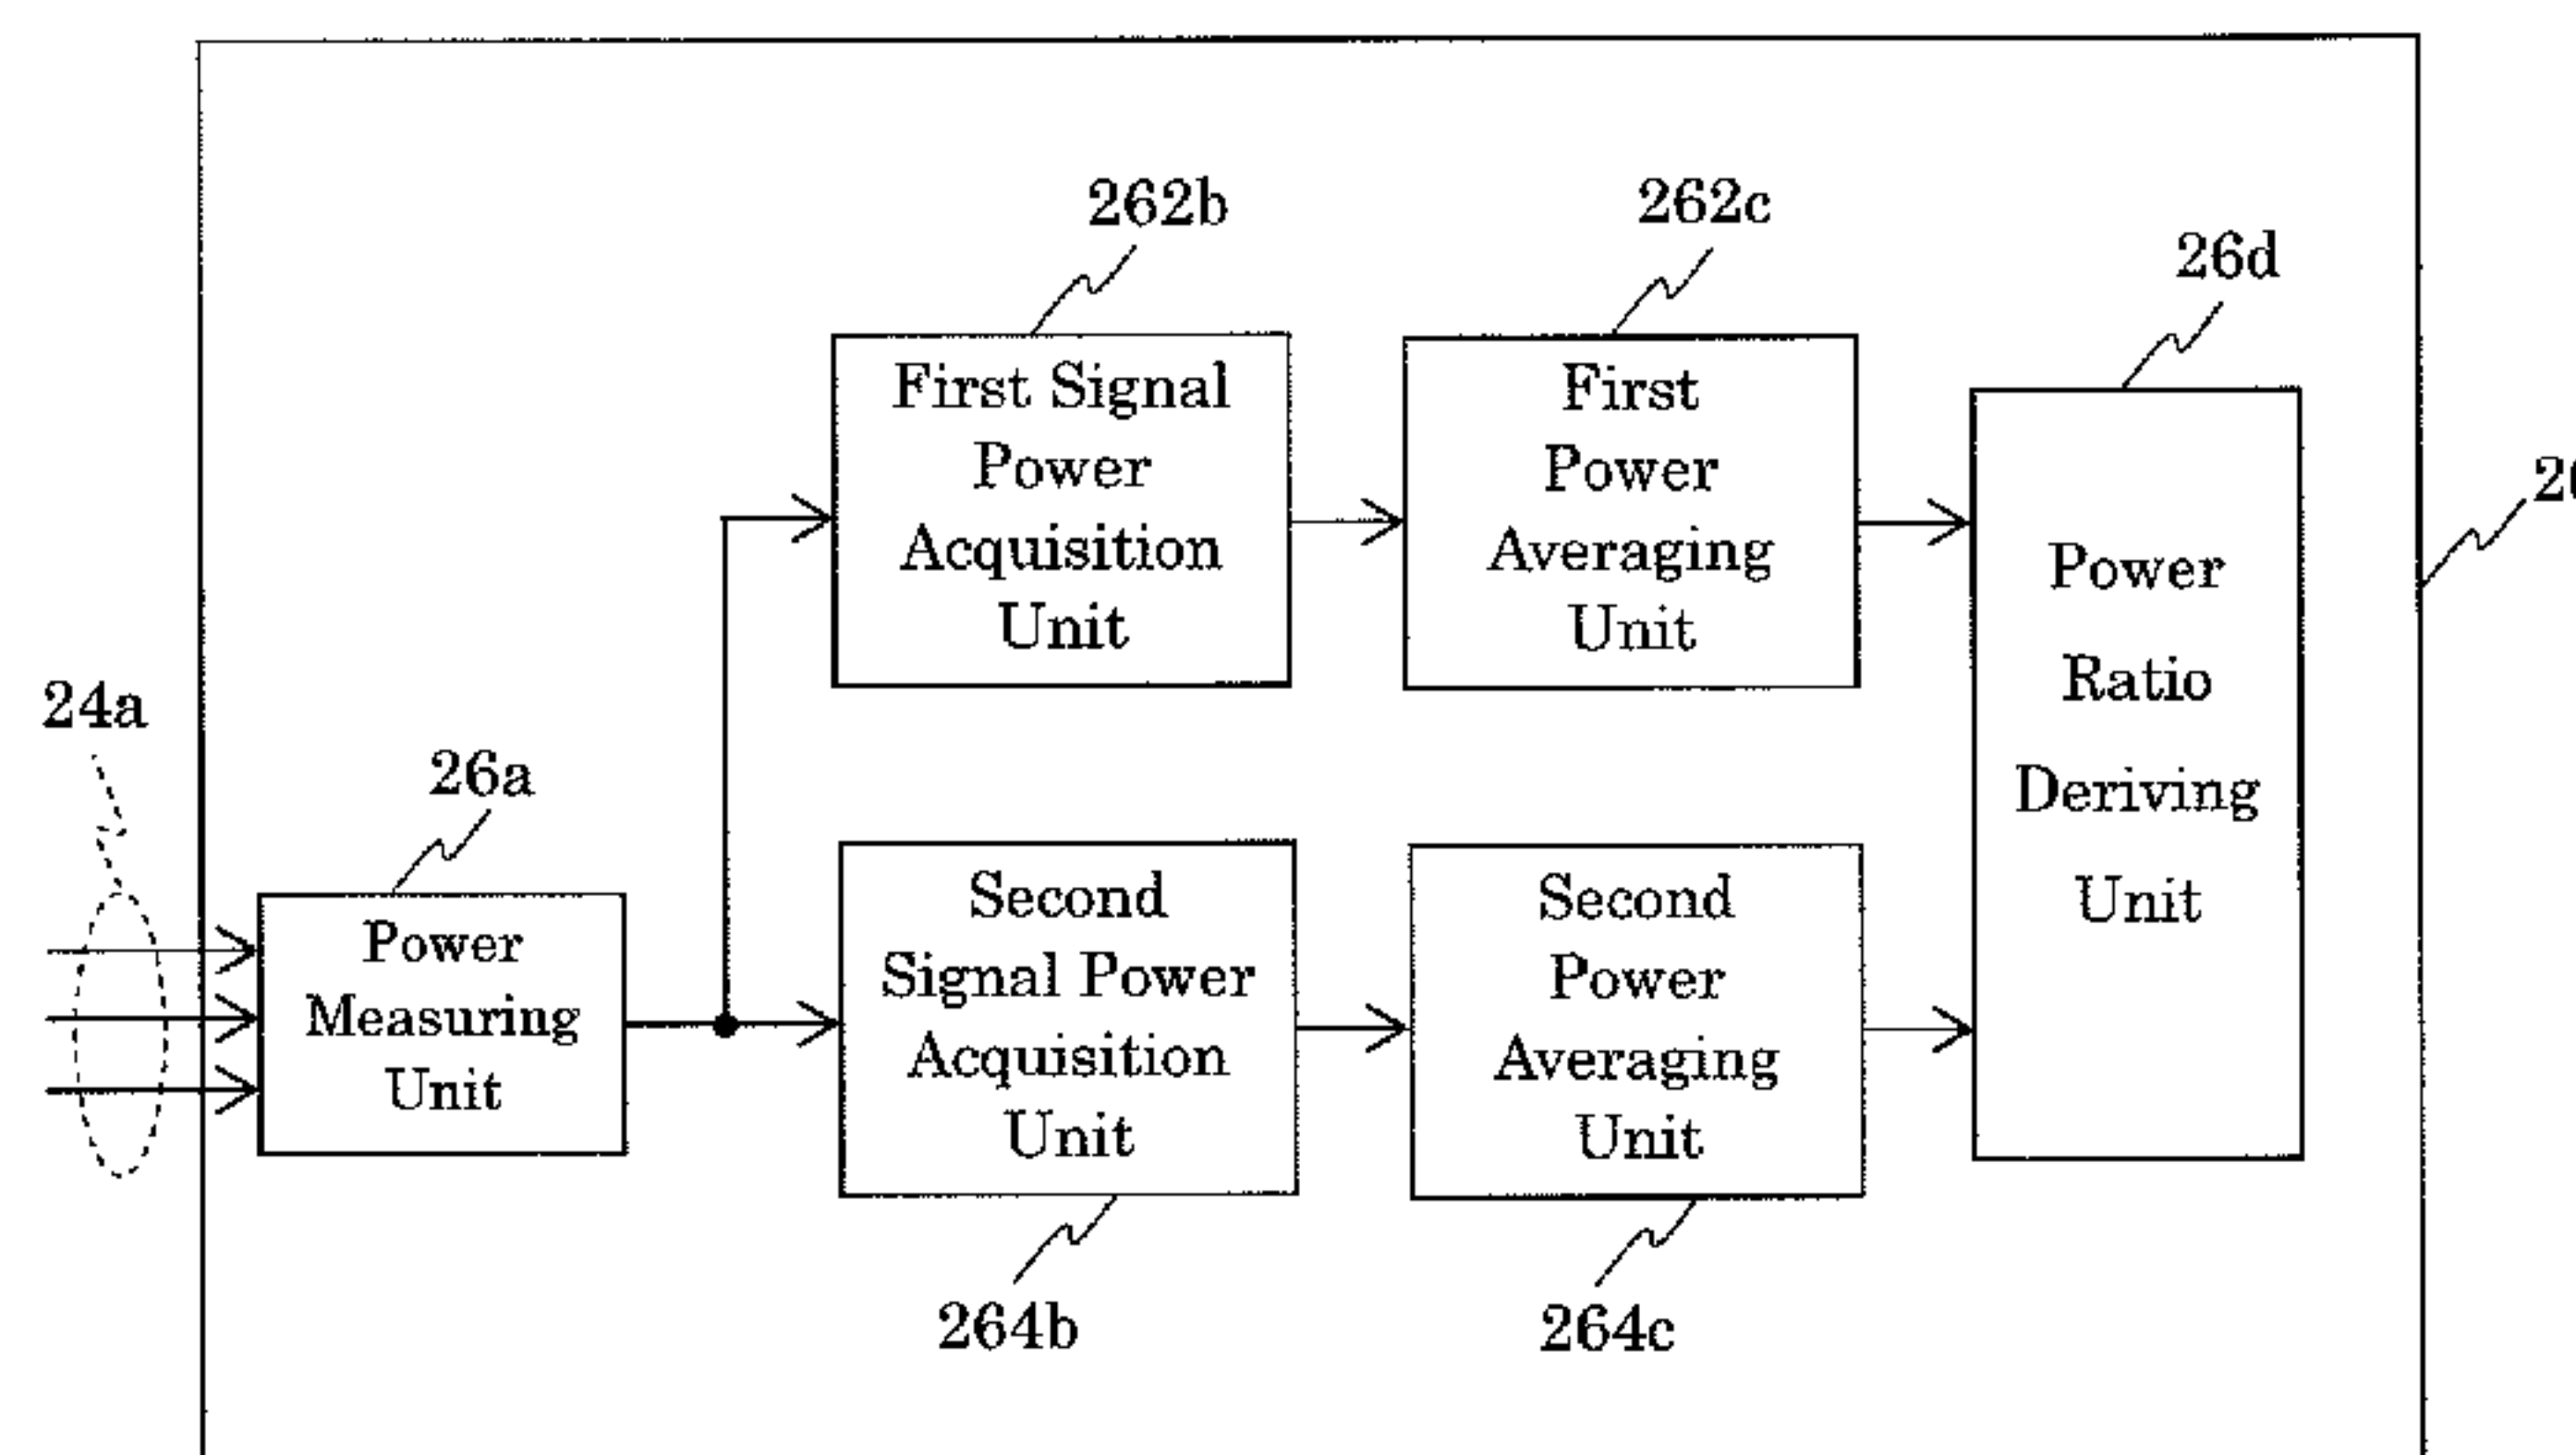 262b
262c
26d
First Signal
Power
Acquisition
Unit
First
Power
Averaging
Unit
Power
Ratio
Deriving
Unit
24a
26a
Power
Measuring
Unit
Second
Signal Power
Acquisition
Unit
Second
Power
Averaging
Unit
264b
264c